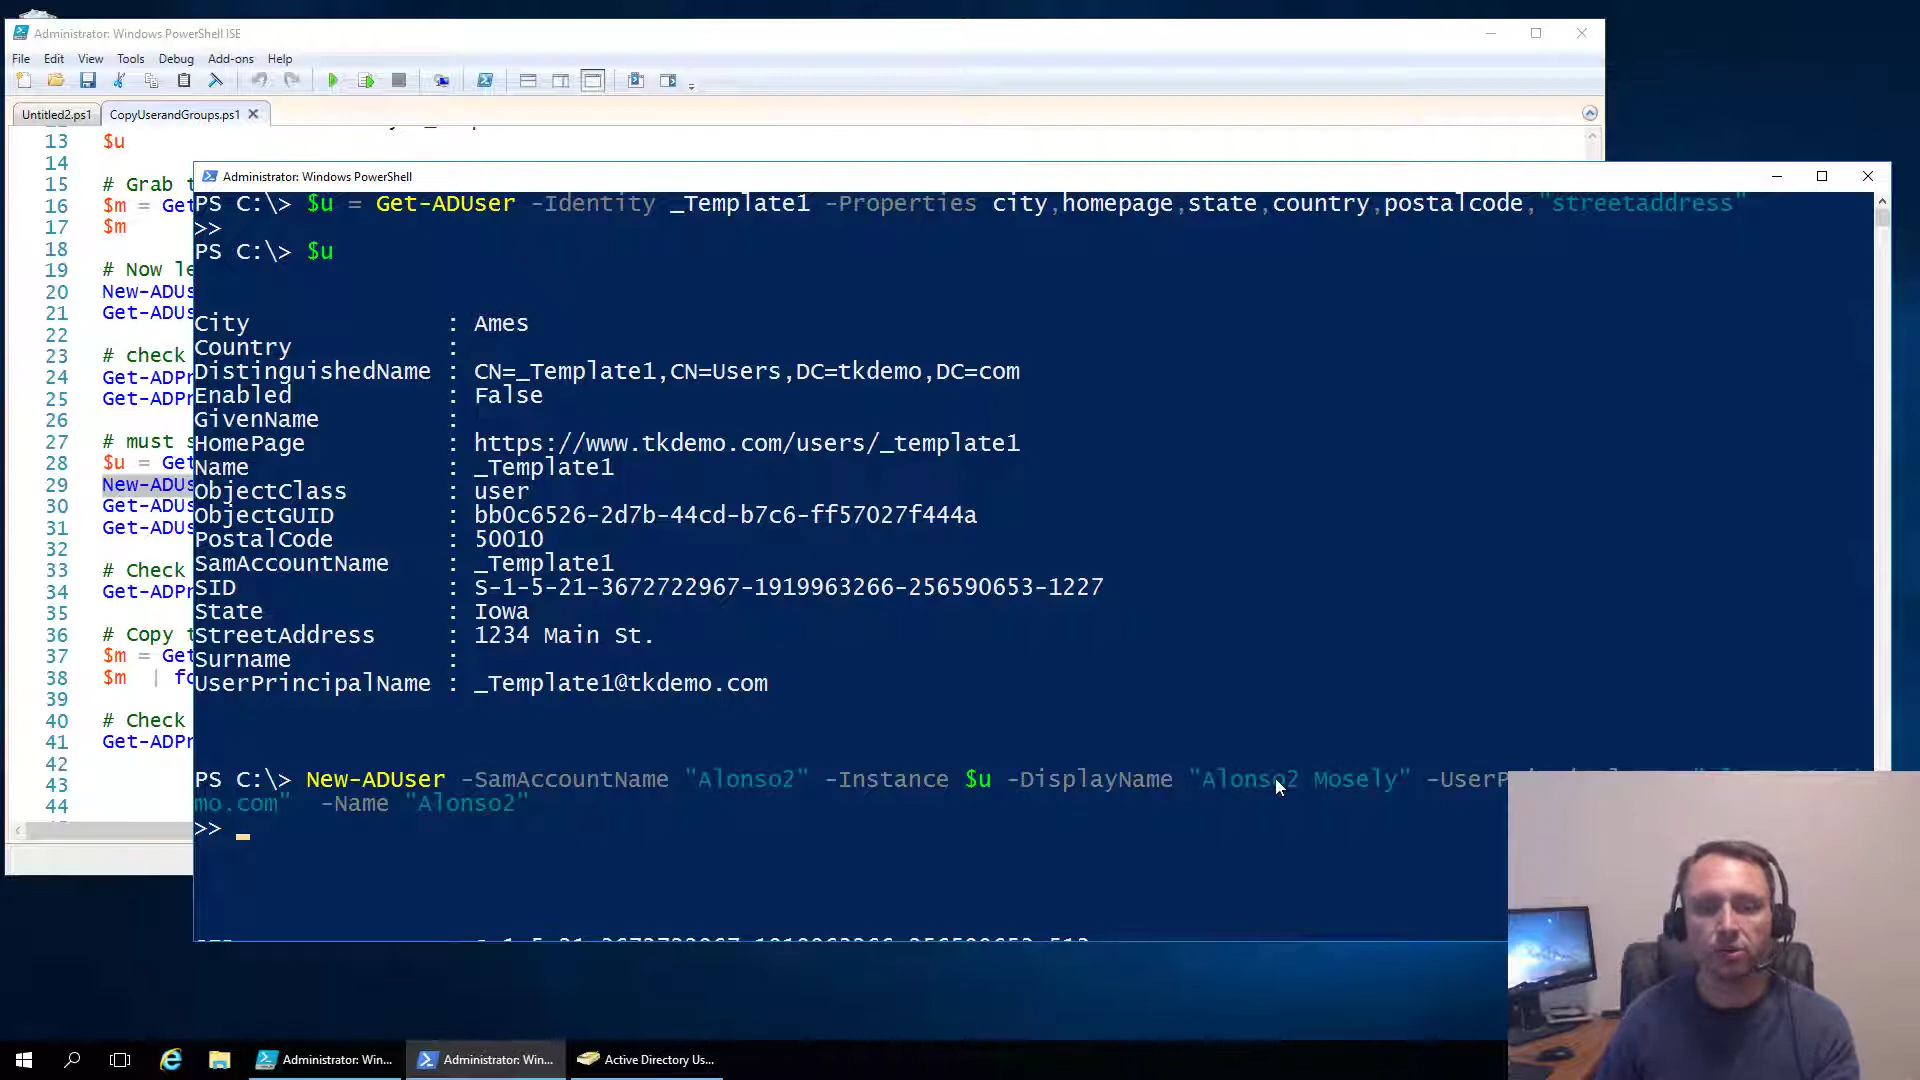 Administrator: Windows PowerShell ISE
File Edit View Tools Debug Add-ons Help
Untitled2.ps1 CopyUserandGroups.ps1
13 $u
14
15 # Grab t
16 $m = Get
17 $m
18
19 # Now le
20 New-ADUs
21 Get-ADUs
22
23 # check
24 Get-ADPr
25 Get-ADPr
26
27 # must s
28 $u = Get
29 New-ADUs
30 Get-ADUs
31 Get-ADUs
32
33 # Check
34 Get-ADPr
35
36 # Copy t
37 $m = Get
38 $m | fo
39
40 # Check
41 Get-ADPr
42
43
44
Administrator: Windows PowerShell
PS C:\> $u = Get-ADUser -Identity _Template1 -Properties city,homepage,state,country,postalcode,"streetaddress"
>>
PS C:\> $u
City : Ames
Country :
DistinguishedName : CN=_Template1,CN=Users,DC=tkdemo,DC=com
Enabled : False
GivenName :
HomePage : https://www.tkdemo.com/users/_template1
Name : _Template1
ObjectClass : user
ObjectGUID : bb0c6526-2d7b-44cd-b7c6-ff57027f444a
PostalCode : 50010
SamAccountName : _Template1
SID : S-1-5-21-3672722967-1919963266-256590653-1227
State : Iowa
StreetAddress : 1234 Main St.
Surname :
UserPrincipalName : _Template1@tkdemo.com
PS C:\> New-ADUser -SamAccountName "Alonso2" -Instance $u -DisplayName "Alonso2 Mosely" -UserP
mo.com" -Name "Alonso2"
>>
Administrator: Win... Administrator: Win... Active Directory Us...